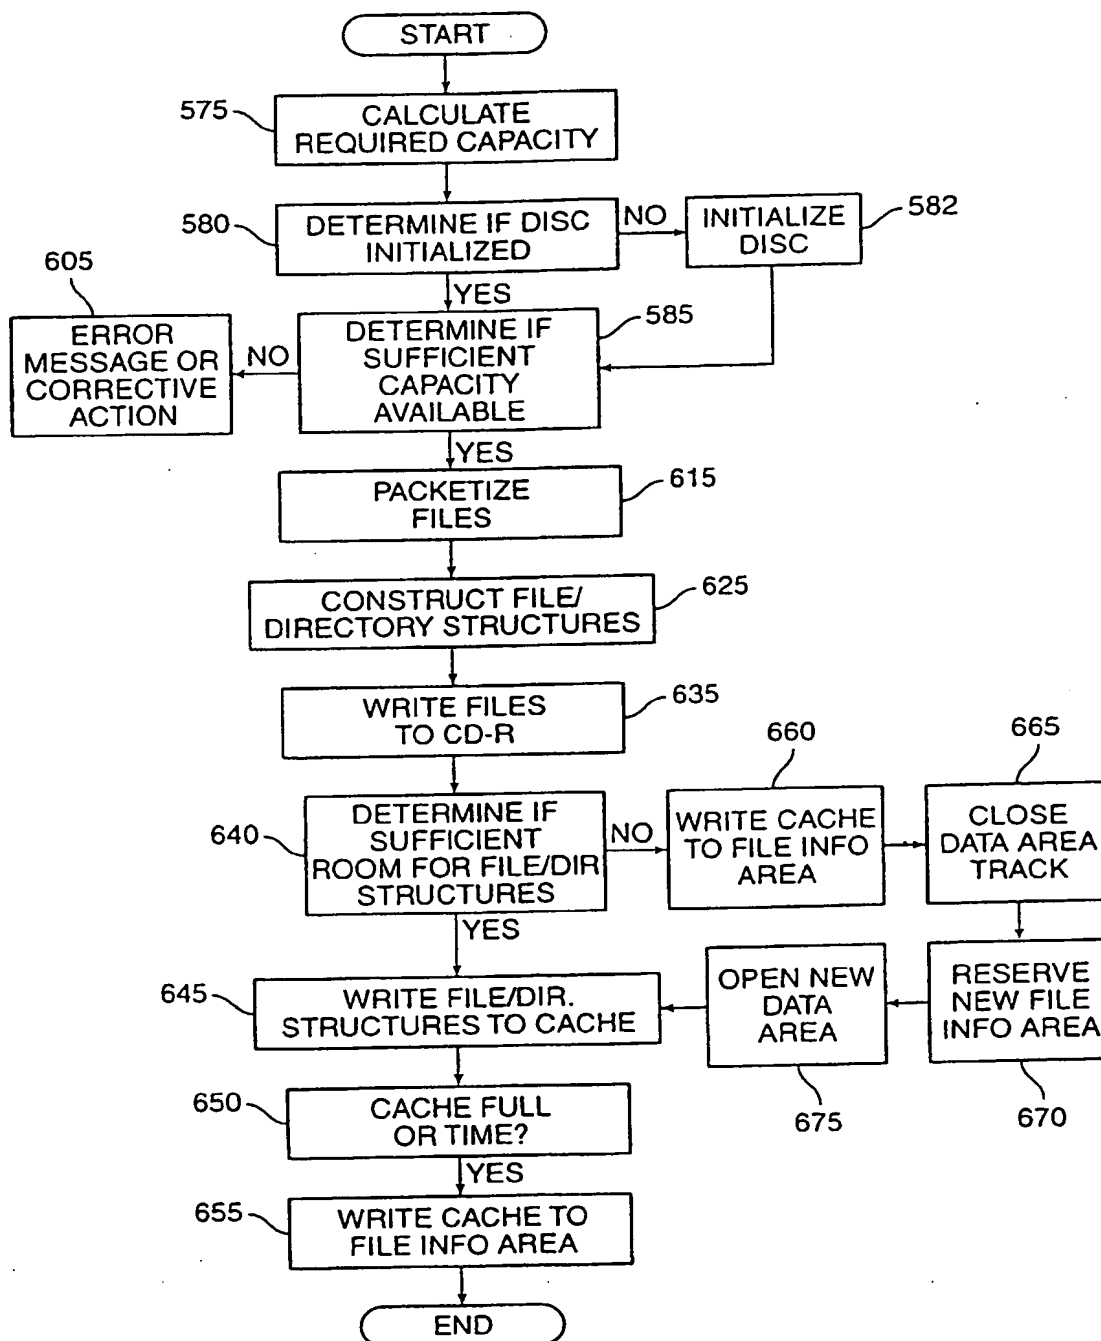 START
575
CALCULATE
REQUIRED CAPACITY
580
DETERMINE IF DISC
INITIALIZED
NO
INITIALIZE
DISC
582
605
YES
ERROR
MESSAGE OR
CORRECTIVE
ACTION
NO
DETERMINE IF
SUFFICIENT
CAPACITY
AVAILABLE
585
YES
PACKETIZE
FILES
615
CONSTRUCT FILE/
DIRECTORY STRUCTURES
625
WRITE FILES
TO CD-R
635
640
DETERMINE IF
SUFFICIENT
ROOM FOR FILE/DIR
STRUCTURES
NO
660
WRITE CACHE
TO FILE INFO
AREA
665
CLOSE
DATA AREA
TRACK
YES
645
WRITE FILE/DIR.
STRUCTURES TO CACHE
OPEN NEW
DATA
AREA
675
RESERVE
NEW FILE
INFO AREA
670
650
CACHE FULL
OR TIME?
YES
655
WRITE CACHE TO
FILE INFO AREA
END